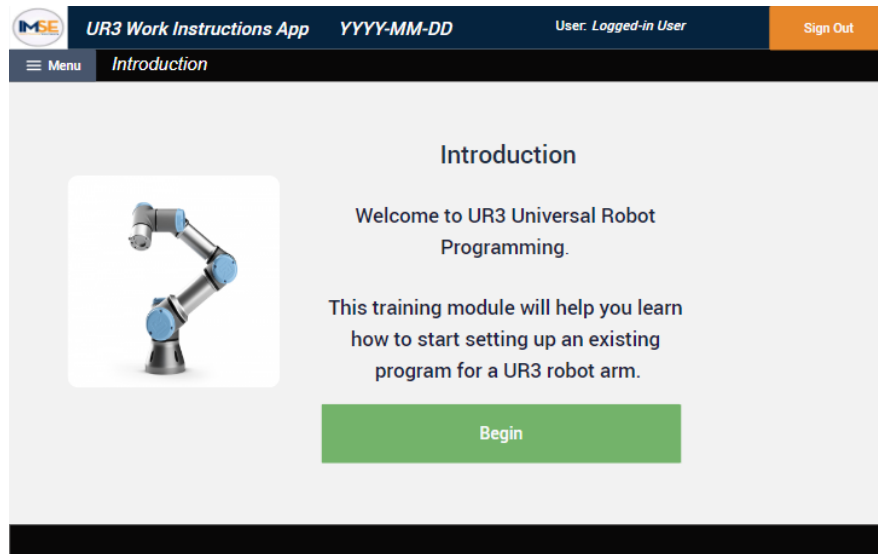 IMSE
UR3 Work Instructions App YYYY-MM-DD User: Logged-in User Sign Out
Menu Introduction
Introduction
Welcome to UR3 Universal Robot
Programming.
This training module will help you learn
how to start setting up an existing
program for a UR3 robot arm.
Begin